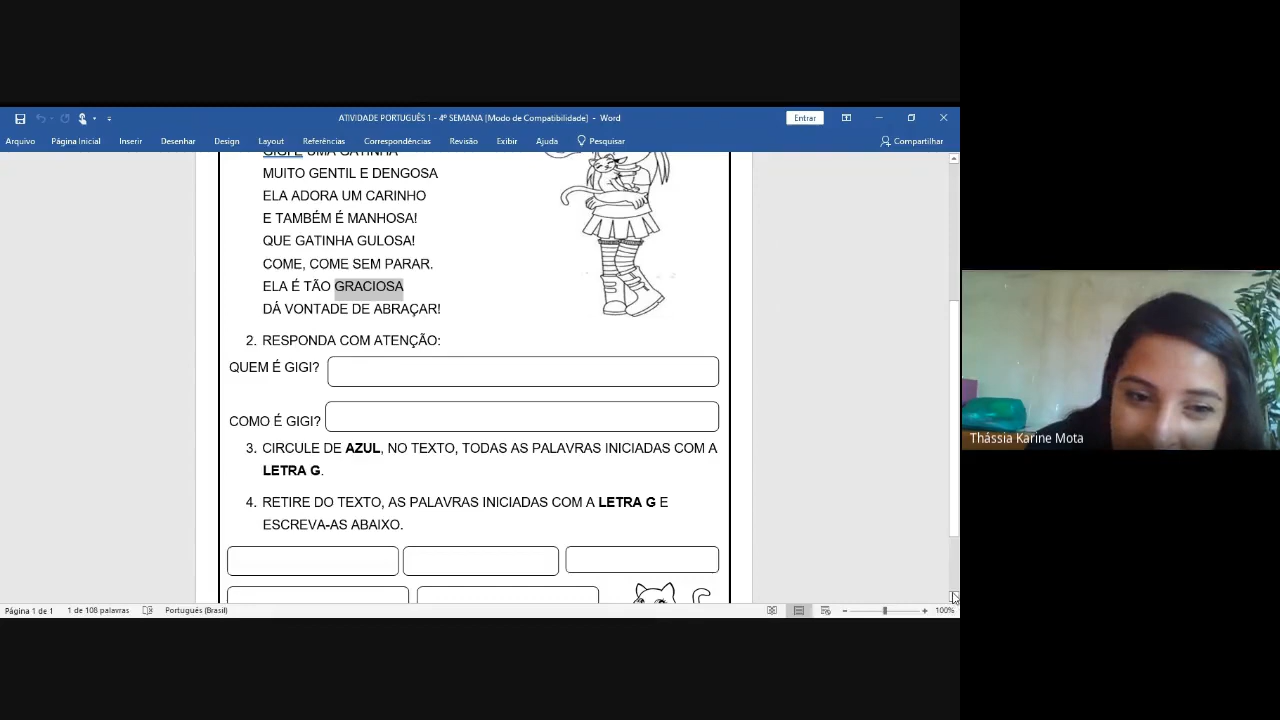 ATIVIDADE PORTUGUÊS 1 - 4º SEMANA [Modo de Compatibilidade] - Word
Entrar
Arquivo Página Inicial Inserir Desenhar Design Layout Referências Correspondências Revisão Exibir Ajuda Pesquisar Compartilhar
GIGI É UMA GATINHA
MUITO GENTIL E DENGOSA
ELA ADORA UM CARINHO
E TAMBÉM É MANHOSA!
QUE GATINHA GULOSA!
COME, COME SEM PARAR.
ELA É TÃO GRACIOSA
DÁ VONTADE DE ABRAÇAR!
2. RESPONDA COM ATENÇÃO:
QUEM É GIGI?
COMO É GIGI?
3. CIRCULE DE AZUL, NO TEXTO, TODAS AS PALAVRAS INICIADAS COM A
LETRA G.
4. RETIRE DO TEXTO, AS PALAVRAS INICIADAS COM A LETRA G E
ESCREVA-AS ABAIXO.
Página 1 de 1 1 de 108 palavras Português (Brasil) 100%
Thássia Karine Mota